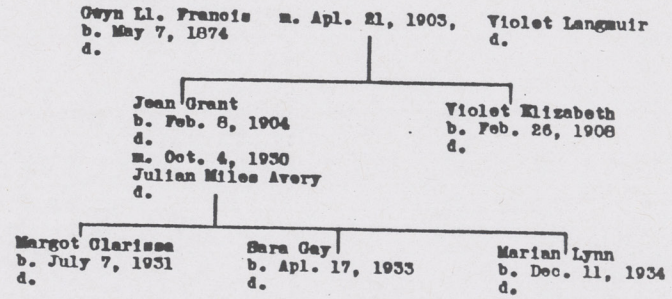 Gwyn Ll. Francis m. Apl. 21, 1903, Violet Langmuir
b. May 7, 1874 d.
d.
Jean Grant Violet Elizabeth
b. Feb. 8, 1904 b. Feb. 26, 1908
d. d.
m. Oct. 4, 1930
Julian Miles Avery
d.
Margot Clarissa Sara Gay Marian Lynn
b. July 7, 1931 b. Apl. 17, 1933 b. Dec. 11, 1934
d. d. d.